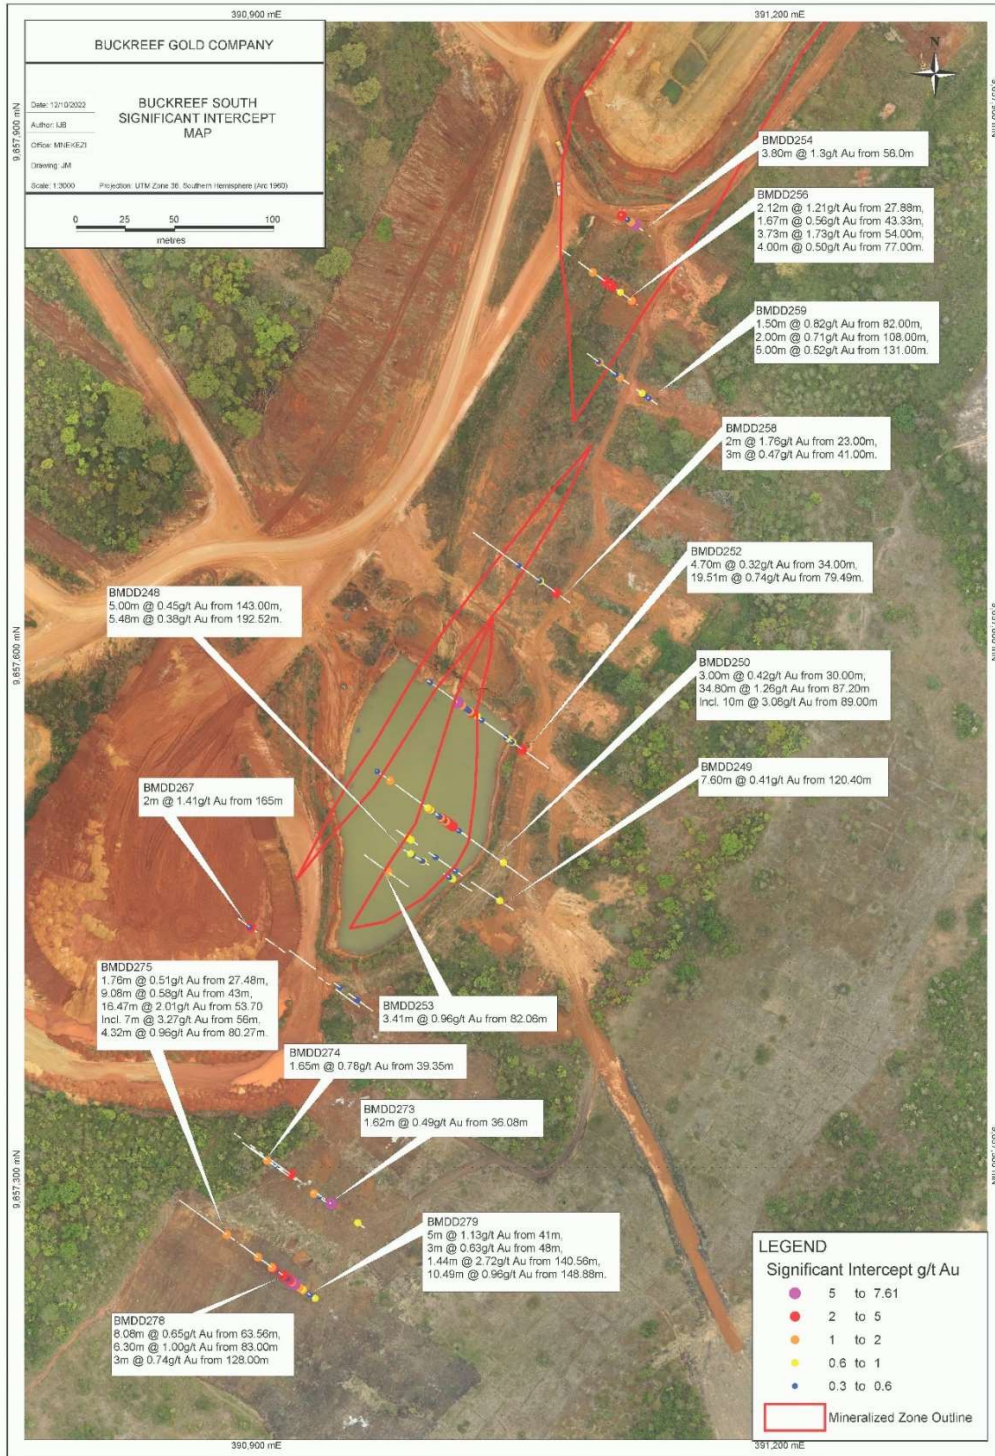 390,900 mE
391,200 mE
BUCKREEF GOLD COMPANY
Date: 12/10/2022
Author: IJB
Office: MNEKEZI
Drawing: JM
Scale: 1:3000
BUCKREEF SOUTH
SIGNIFICANT INTERCEPT
MAP
Projection: UTM Zone 36, Southern Hemisphere (Arc 1960)
0 25 50 100
metres
N
9,657,900 mN
9,657,900 mN
BMDD254
3.80m @ 1.3g/t Au from 56.0m
BMDD256
2.12m @ 1.21g/t Au from 27.88m,
1.67m @ 0.56g/t Au from 43.33m,
3.73m @ 1.73g/t Au from 54.00m,
4.00m @ 0.50g/t Au from 77.00m.
BMDD259
1.50m @ 0.82g/t Au from 82.00m,
2.00m @ 0.71g/t Au from 108.00m,
5.00m @ 0.52g/t Au from 131.00m.
BMDD258
2m @ 1.76g/t Au from 23.00m,
3m @ 0.47g/t Au from 41.00m.
BMDD252
4.70m @ 0.32g/t Au from 34.00m,
19.51m @ 0.74g/t Au from 79.49m.
BMDD248
5.00m @ 0.45g/t Au from 143.00m,
5.48m @ 0.38g/t Au from 192.52m.
9,657,600 mN
9,657,600 mN
BMDD250
3.00m @ 0.42g/t Au from 30.00m,
34.80m @ 1.26g/t Au from 87.20m
Incl. 10m @ 3.08g/t Au from 89.00m
BMDD249
7.60m @ 0.41g/t Au from 120.40m
BMDD267
2m @ 1.41g/t Au from 165m
BMDD275
1.76m @ 0.51g/t Au from 27.48m,
9.08m @ 0.58g/t Au from 43m,
16.47m @ 2.01g/t Au from 53.70
Incl. 7m @ 3.27g/t Au from 56m.
4.32m @ 0.96g/t Au from 80.27m.
BMDD253
3.41m @ 0.96g/t Au from 82.06m
BMDD274
1.65m @ 0.78g/t Au from 39.35m
BMDD273
1.62m @ 0.49g/t Au from 36.08m
9,657,300 mN
9,657,300 mN
BMDD279
5m @ 1.13g/t Au from 41m,
3m @ 0.63g/t Au from 48m,
1.44m @ 2.72g/t Au from 140.56m,
10.49m @ 0.96g/t Au from 148.88m.
BMDD278
8.08m @ 0.65g/t Au from 63.56m,
6.30m @ 1.00g/t Au from 83.00m
3m @ 0.74g/t Au from 128.00m
LEGEND
Significant Intercept g/t Au
5 to 7.61
2 to 5
1 to 2
0.6 to 1
0.3 to 0.6
Mineralized Zone Outline
390,900 mE
391,200 mE